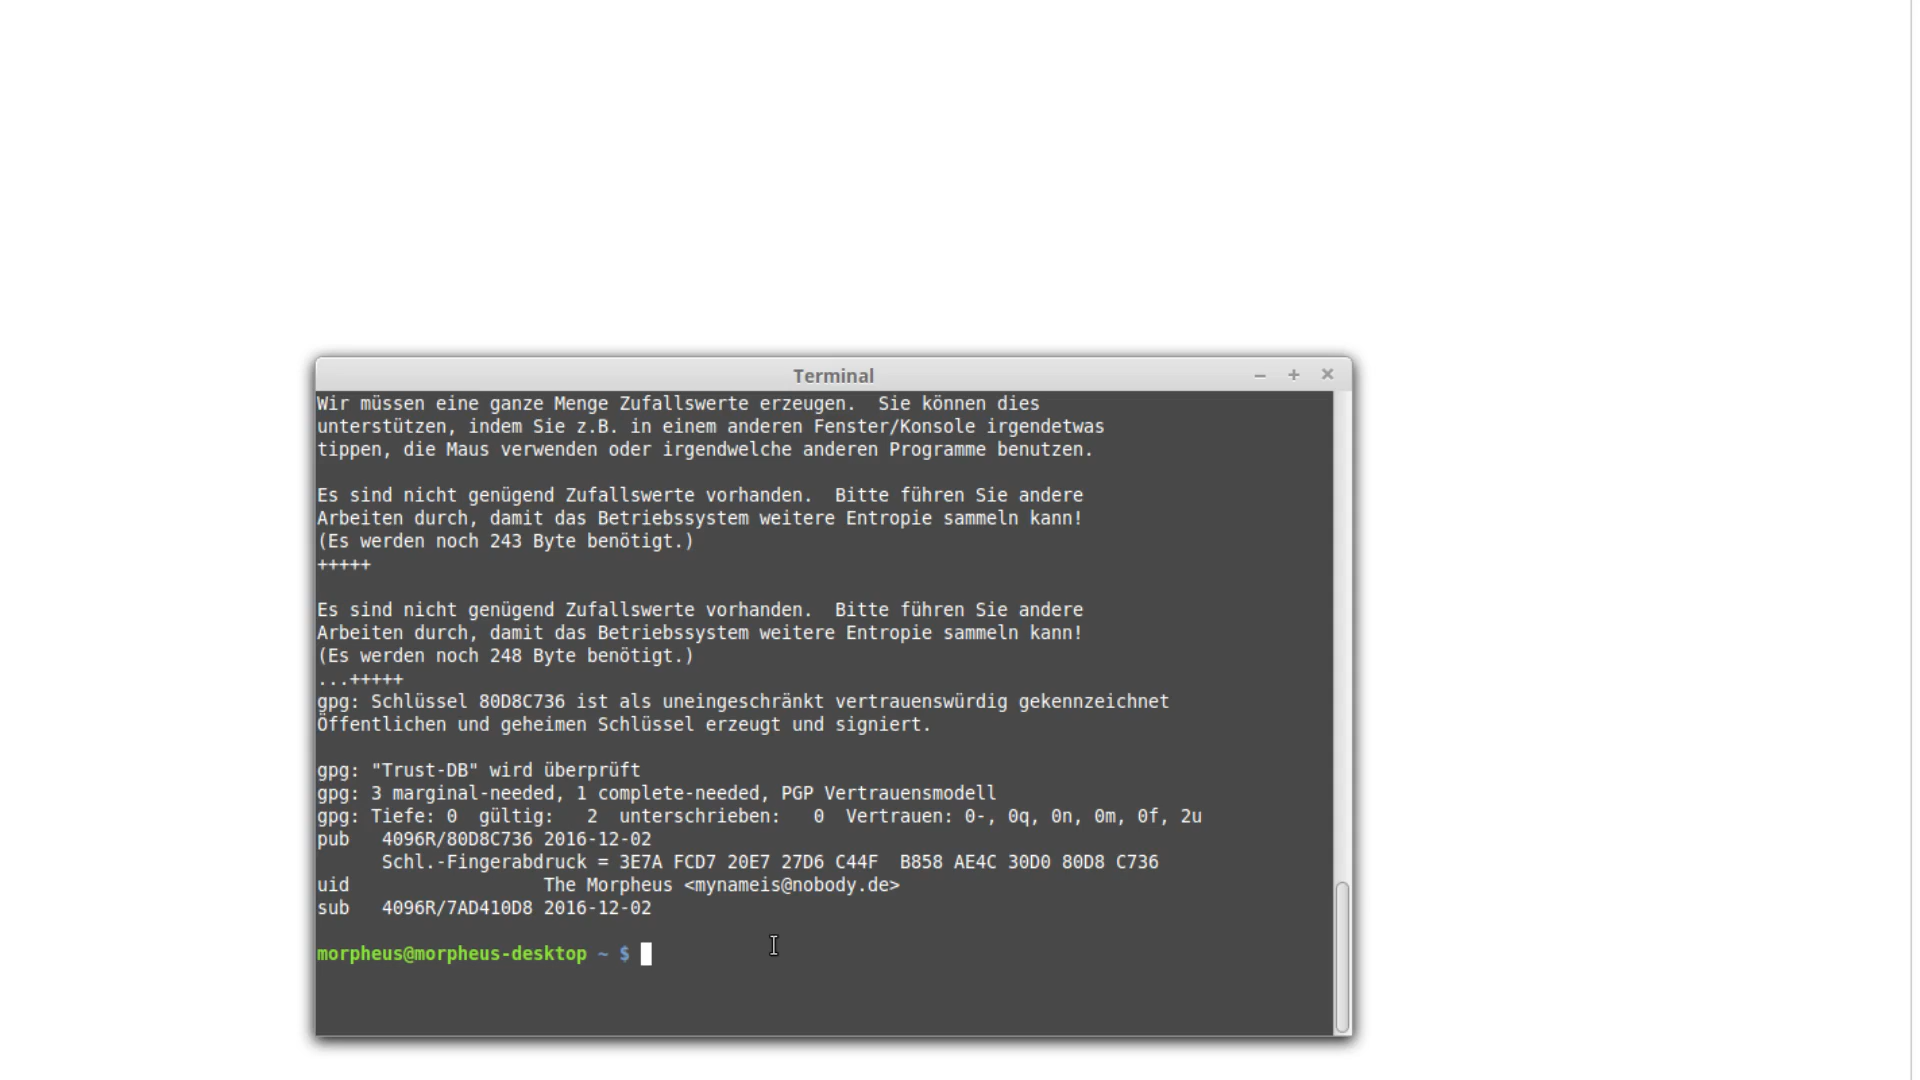 Terminal
Wir müssen eine ganze Menge Zufallswerte erzeugen.  Sie können dies
unterstützen, indem Sie z.B. in einem anderen Fenster/Konsole irgendetwas
tippen, die Maus verwenden oder irgendwelche anderen Programme benutzen.
Es sind nicht genügend Zufallswerte vorhanden.  Bitte führen Sie andere
Arbeiten durch, damit das Betriebssystem weitere Entropie sammeln kann!
(Es werden noch 243 Byte benötigt.)
+++++
Es sind nicht genügend Zufallswerte vorhanden.  Bitte führen Sie andere
Arbeiten durch, damit das Betriebssystem weitere Entropie sammeln kann!
(Es werden noch 248 Byte benötigt.)
...+++++
gpg: Schlüssel 80D8C736 ist als uneingeschränkt vertrauenswürdig gekennzeichnet
Öffentlichen und geheimen Schlüssel erzeugt und signiert.
gpg: "Trust-DB" wird überprüft
gpg: 3 marginal-needed, 1 complete-needed, PGP Vertrauensmodell
gpg: Tiefe: 0  gültig:   2  unterschrieben:   0  Vertrauen: 0-, 0q, 0n, 0m, 0f, 2u
pub   4096R/80D8C736 2016-12-02
      Schl.-Fingerabdruck = 3E7A FCD7 20E7 27D6 C44F  B858 AE4C 30D0 80D8 C736
uid                  The Morpheus <mynameis@nobody.de>
sub   4096R/7AD410D8 2016-12-02
morpheus@morpheus-desktop ~ $